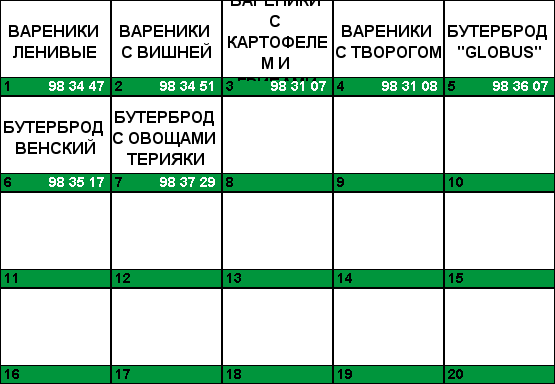 ВАРЕНИКИ
ЛЕНИВЫЕ
1 98 34 47
ВАРЕНИКИ
С ВИШНЕЙ
2 98 34 51
ВАРЕНИКИ
С
КАРТОФЕЛЕ
М И
ГРИБАМИ
3 98 31 07
ВАРЕНИКИ
С ТВОРОГОМ
4 98 31 08
БУТЕРБРОД
"GLOBUS"
5 98 36 07
БУТЕРБРОД
ВЕНСКИЙ
6 98 35 17
БУТЕРБРОД
С ОВОЩАМИ
ТЕРИЯКИ
7 98 37 29
8
9
10
11
12
13
14
15
16
17
18
19
20